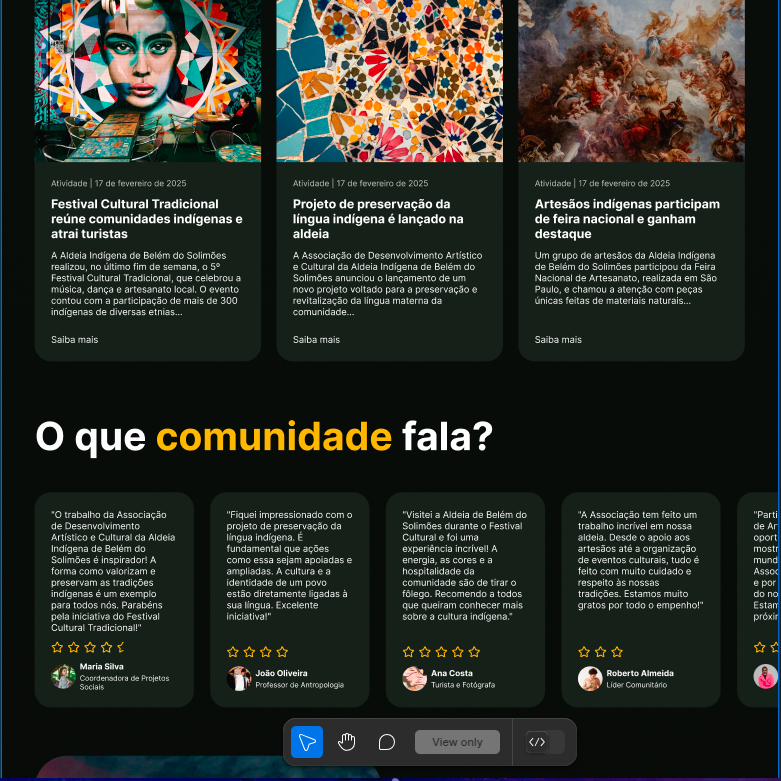 Atividade | 17 de fevereiro de 2025
Festival Cultural Tradicional
reúne comunidades indígenas e
atrai turistas
A Aldeia Indígena de Belém do Solimões
realizou, no último fim de semana, o 5º
Festival Cultural Tradicional, que celebrou a
música, dança e artesanato local. O evento
contou com a participação de mais de 300
indígenas de diversas etnias...
Saiba mais
Atividade | 17 de fevereiro de 2025
Projeto de preservação da
língua indígena é lançado na
aldeia
A Associação de Desenvolvimento Artístico
e Cultural da Aldeia Indígena de Belém do
Solimões anunciou o lançamento de um
novo projeto voltado para a preservação e
revitalização da língua materna da
comunidade...
Saiba mais
Atividade | 17 de fevereiro de 2025
Artesãos indígenas participam
de feira nacional e ganham
destaque
Um grupo de artesãos da Aldeia Indígena
de Belém do Solimões participou da Feira
Nacional de Artesanato, realizada em São
Paulo, e chamou a atenção com peças
únicas feitas de materiais naturais...
Saiba mais
O que comunidade fala?
"O trabalho da Associação
de Desenvolvimento
Artístico e Cultural da Aldeia
Indígena de Belém do
Solimões é inspirador! A
forma como valorizam e
preservam as tradições
indígenas é um exemplo
para todos nós. Parabéns
pela iniciativa do Festival
Cultural Tradicional!"
Maria Silva
Coordenadora de Projetos
Sociais
"Fiquei impressionado com o
projeto de preservação da
língua indígena. É
fundamental que ações
como essa sejam apoiadas e
ampliadas. A cultura e a
identidade de um povo
estão diretamente ligadas à
sua língua. Excelente
iniciativa!"
João Oliveira
Professor de Antropologia
"Visitei a Aldeia de Belém do
Solimões durante o Festival
Cultural e foi uma
experiência incrível! A
energia, as cores e a
hospitalidade da
comunidade são de tirar o
fôlego. Recomendo a todos
que queiram conhecer mais
sobre a cultura indígena."
Ana Costa
Turista e Fotógrafa
"A Associação tem feito um
trabalho incrível em nossa
aldeia. Desde o apoio aos
artesãos até a organização
de eventos culturais, tudo é
feito com muito cuidado e
respeito às nossas
tradições. Estamos muito
gratos por todo o empenho!"
Roberto Almeida
Líder Comunitário
"Parti
de Ar
oport
mostr
mund
Assoc
e por
do no
Estam
próxir
View only